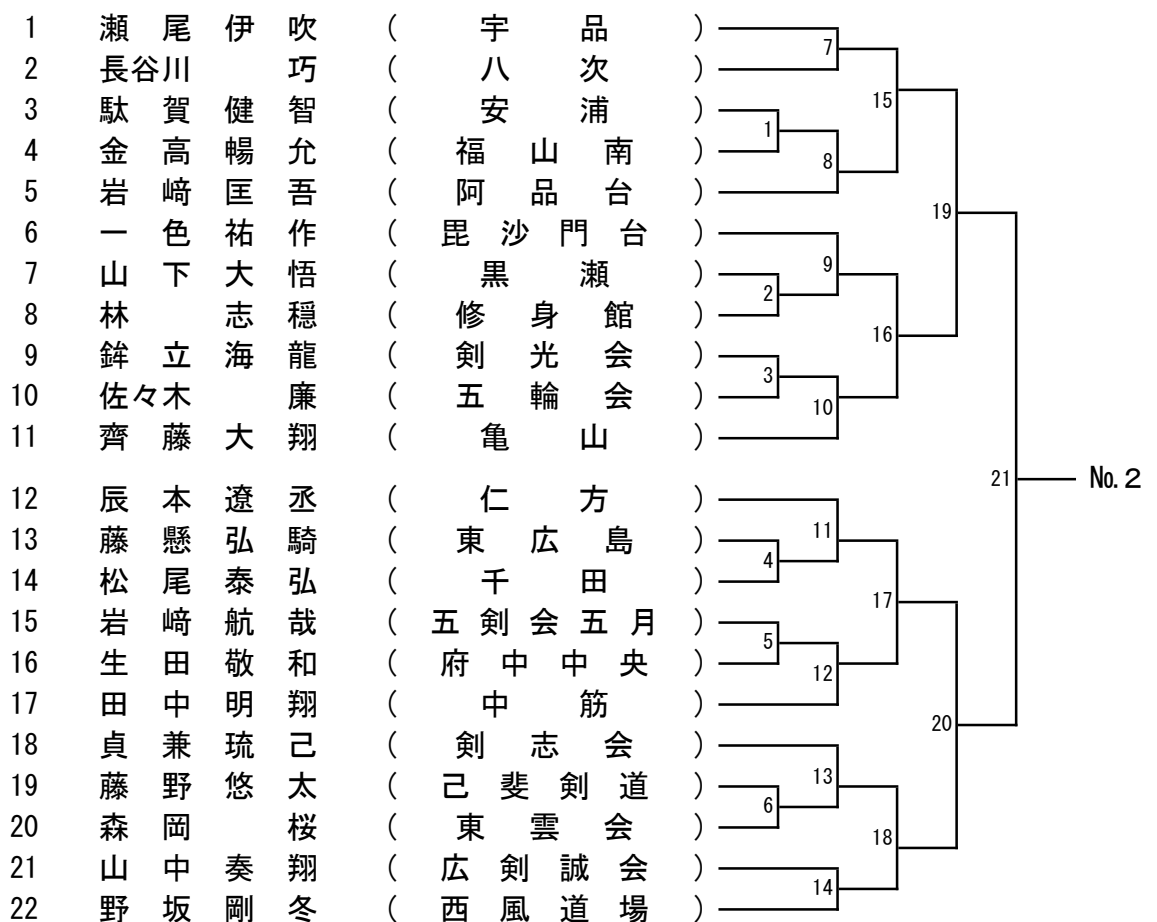 1 瀬尾伊吹 ( 宇品 )
2 長谷川 巧 ( 八次 )
3 駄賀健智 ( 安浦 )
4 金高暢允 ( 福山南 )
5 岩﨑匡吾 ( 阿品台 )
6 一色祐作 ( 毘沙門台 )
7 山下大悟 ( 黒瀬 )
8 林 志穏 ( 修身館 )
9 鉾立海龍 ( 剣光会 )
10 佐々木 廉 ( 五輪会 )
11 齊藤大翔 ( 亀山 )
12 辰本遼丞 ( 仁方 )
13 藤懸弘騎 ( 東広島 )
14 松尾泰弘 ( 千田 )
15 岩﨑航哉 ( 五剣会五月 )
16 生田敬和 ( 府中中央 )
17 田中明翔 ( 中筋 )
18 貞兼琉己 ( 剣志会 )
19 藤野悠太 ( 己斐剣道 )
20 森岡 桜 ( 東雲会 )
21 山中奏翔 ( 広剣誠会 )
22 野坂剛冬 ( 西風道場 )
7
1
8
15
9
2
3
10
16
19
11
4
5
12
17
13
6
14
18
20
21
№2